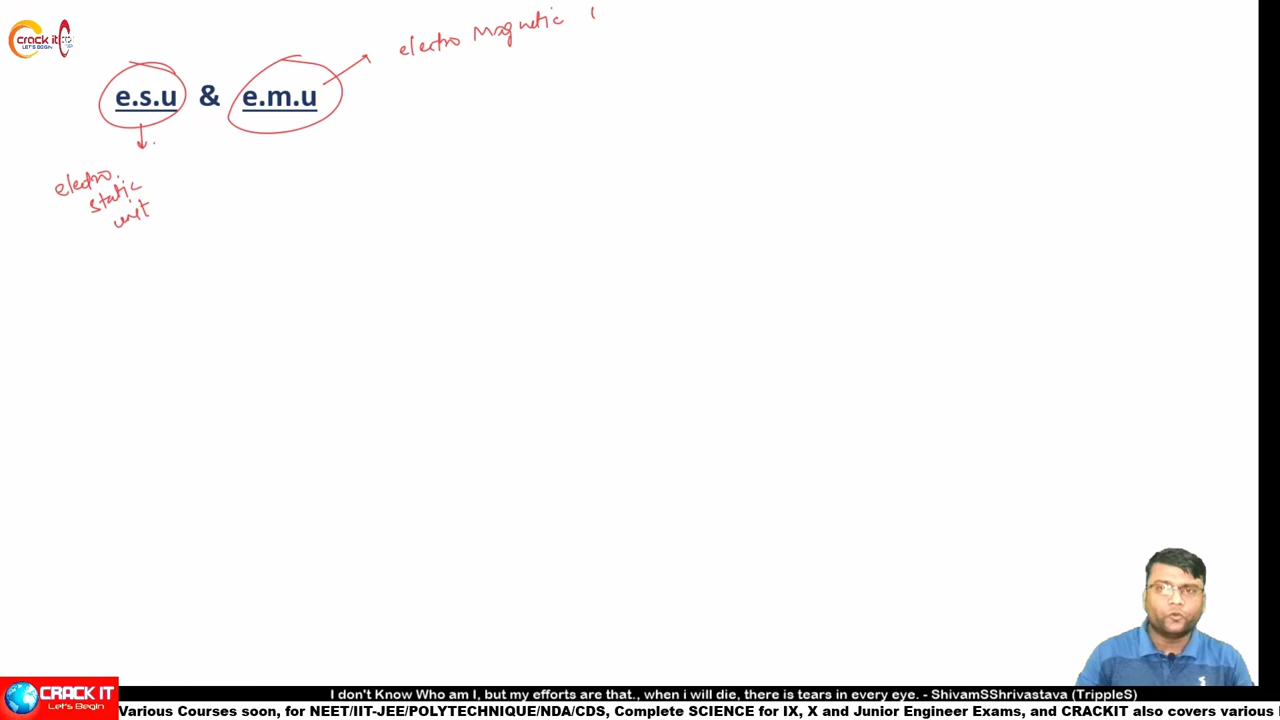 crack it
LET'S BEGIN
electro Magnetic
e.s.u & e.m.u
electro.
static
unit
I don't Know Who am I, but my efforts are that., when i will die, there is tears in every eye. - ShivamSShrivastava (TrippleS)
CRACK IT
Let's Begin
Various Courses soon, for NEET/IIT-JEE/POLYTECHNIQUE/NDA/CDS, Complete SCIENCE for IX, X and Junior Engineer Exams, and CRACKIT also covers various